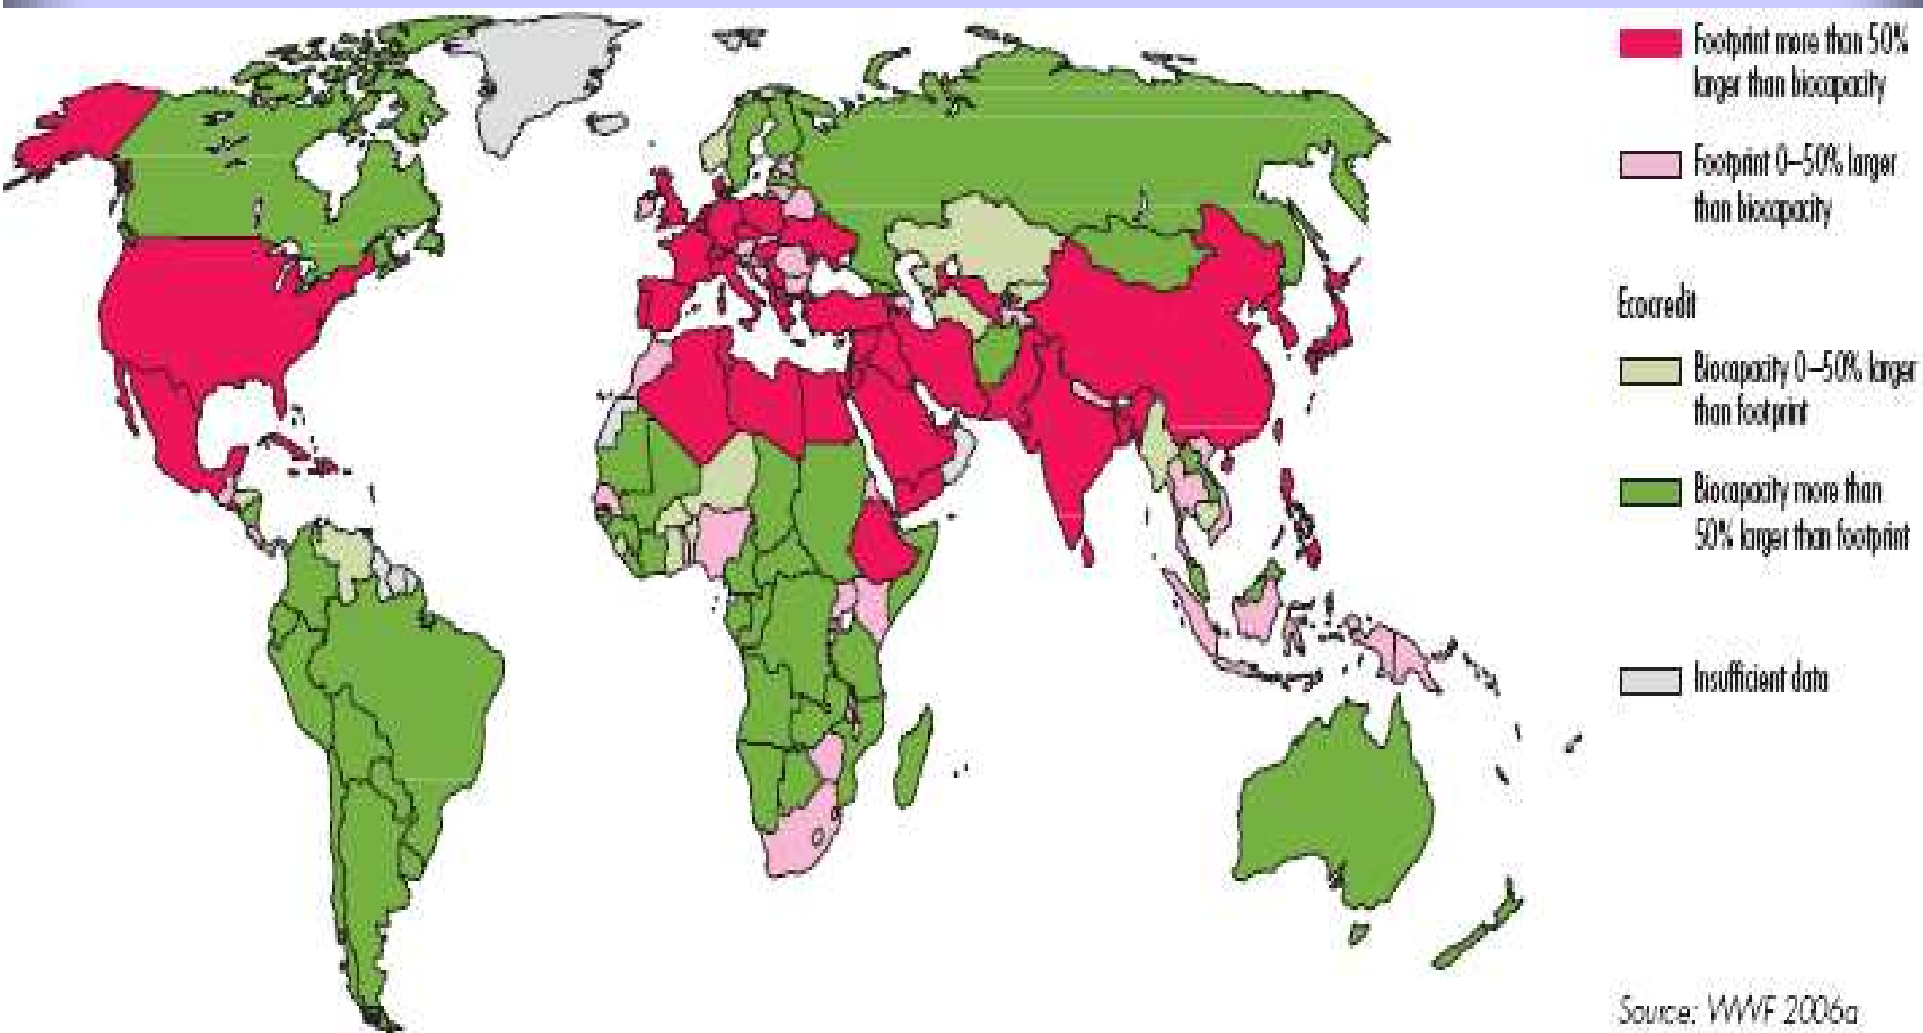 Footprint more than 50%
larger than biocapacity
Footprint 0–50% larger
than biocapacity
Ecocredit
Biocapacity 0–50% larger
than footprint
Biocapacity more than
50% larger than footprint
Insufficient data
Source: WWF 2006a